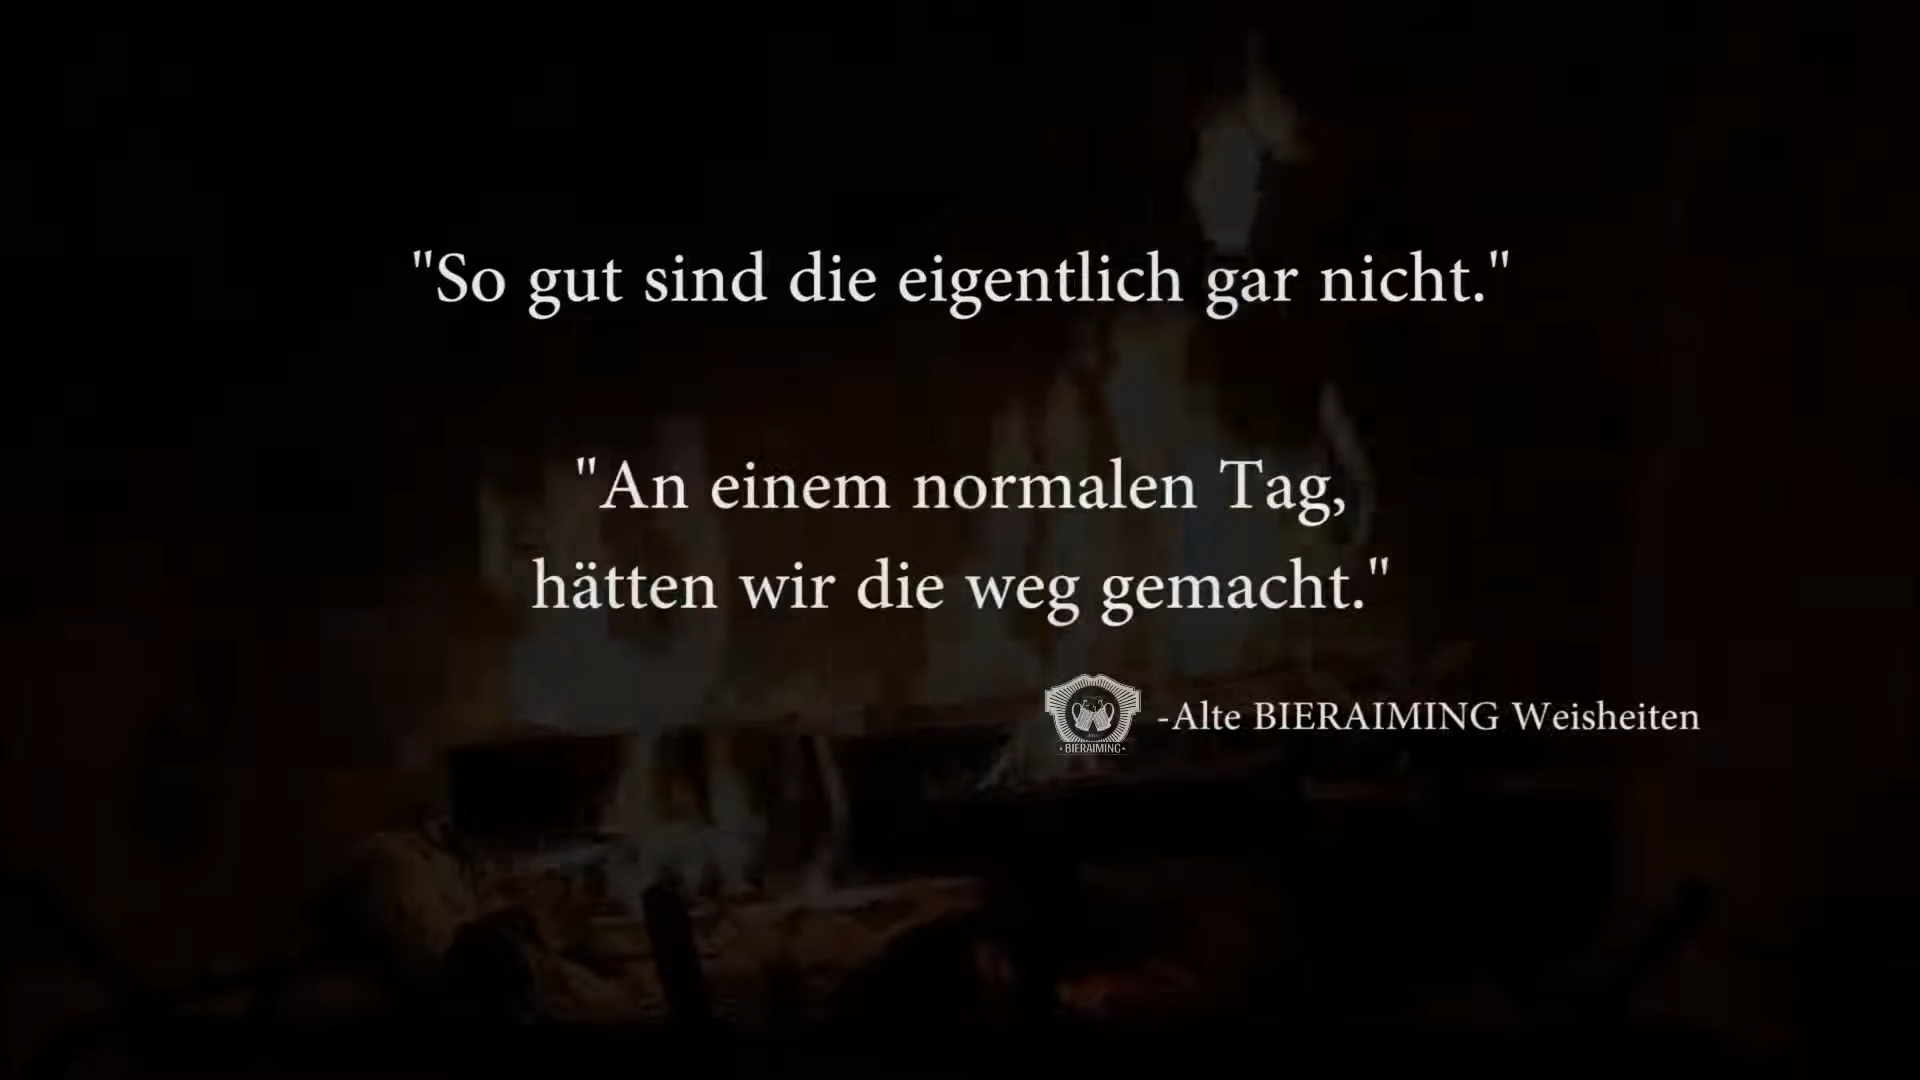 "So gut sind die eigentlich gar nicht."
"An einem normalen Tag,
hätten wir die weg gemacht."
-Alte BIERAIMING Weisheiten
BIERAIMING